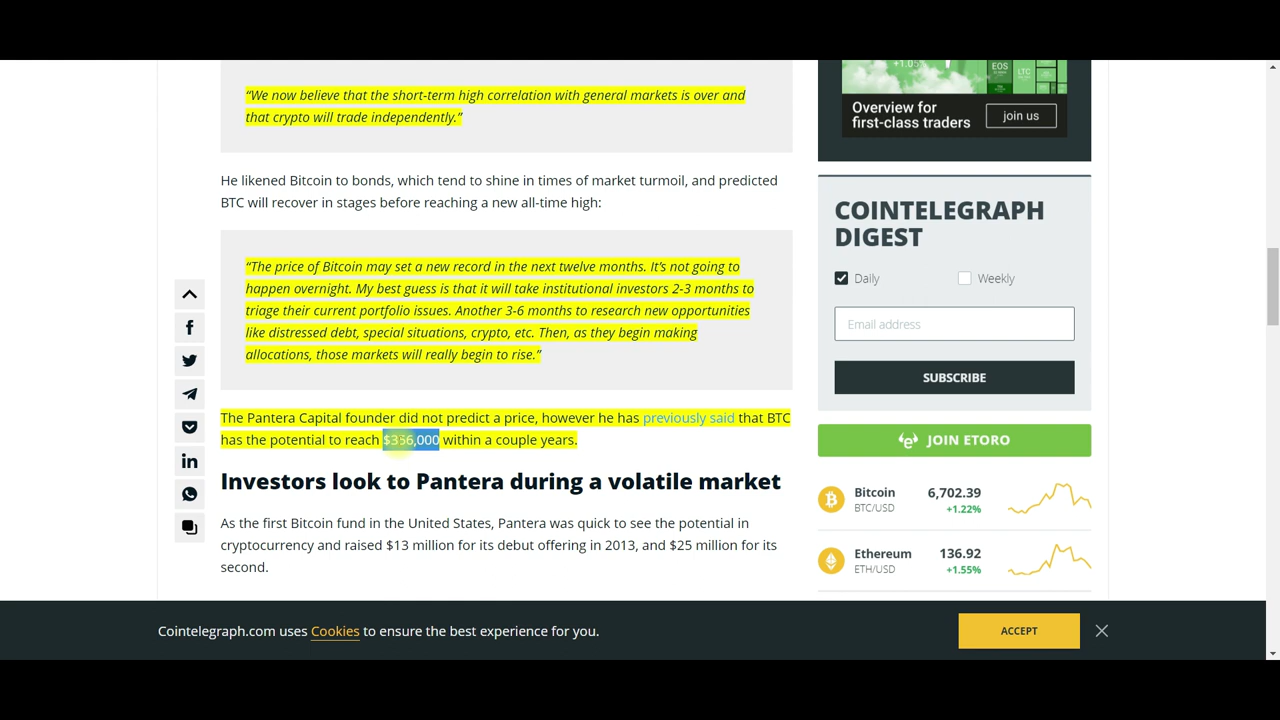 “We now believe that the short-term high correlation with general markets is over and
that crypto will trade independently.”
He likened Bitcoin to bonds, which tend to shine in times of market turmoil, and predicted
BTC will recover in stages before reaching a new all-time high:
“The price of Bitcoin may set a new record in the next twelve months. It’s not going to
happen overnight. My best guess is that it will take institutional investors 2-3 months to
triage their current portfolio issues. Another 3-6 months to research new opportunities
like distressed debt, special situations, crypto, etc. Then, as they begin making
allocations, those markets will really begin to rise.”
The Pantera Capital founder did not predict a price, however he has previously said that BTC
has the potential to reach $356,000 within a couple years.
Investors look to Pantera during a volatile market
As the first Bitcoin fund in the United States, Pantera was quick to see the potential in
cryptocurrency and raised $13 million for its debut offering in 2013, and $25 million for its
second.
EOS
LTC
Overview for
first-class traders
join us
COINTELEGRAPH
DIGEST
Daily
Weekly
Email address
SUBSCRIBE
JOIN ETORO
Bitcoin 6,702.39
BTC/USD +1.22%
Ethereum 136.92
ETH/USD +1.55%
Cointelegraph.com uses Cookies to ensure the best experience for you.
ACCEPT